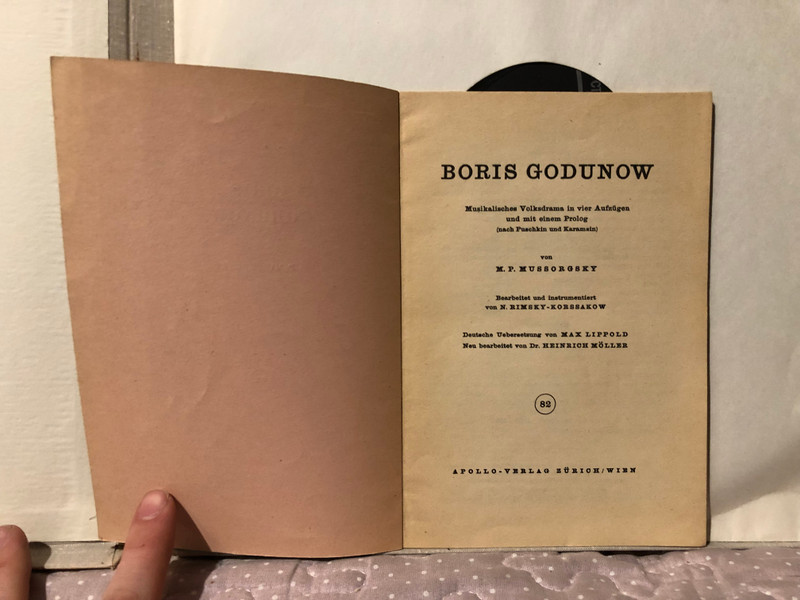 BORIS GODUNOW
Musikalisches Volksdrama in vier Aufzügen
und mit einem Prolog
(nach Puschkin und Karamsin)
von
M. P. MUSSORGSKY
Bearbeitet und instrumentiert
von N. RIMSKY-KORSSAKOW
Deutsche Uebersetzung von MAX LIPPOLD
Neu bearbeitet von Dr. HEINRICH MÖLLER
82
APOLLO-VERLAG ZÜRICH/WIEN